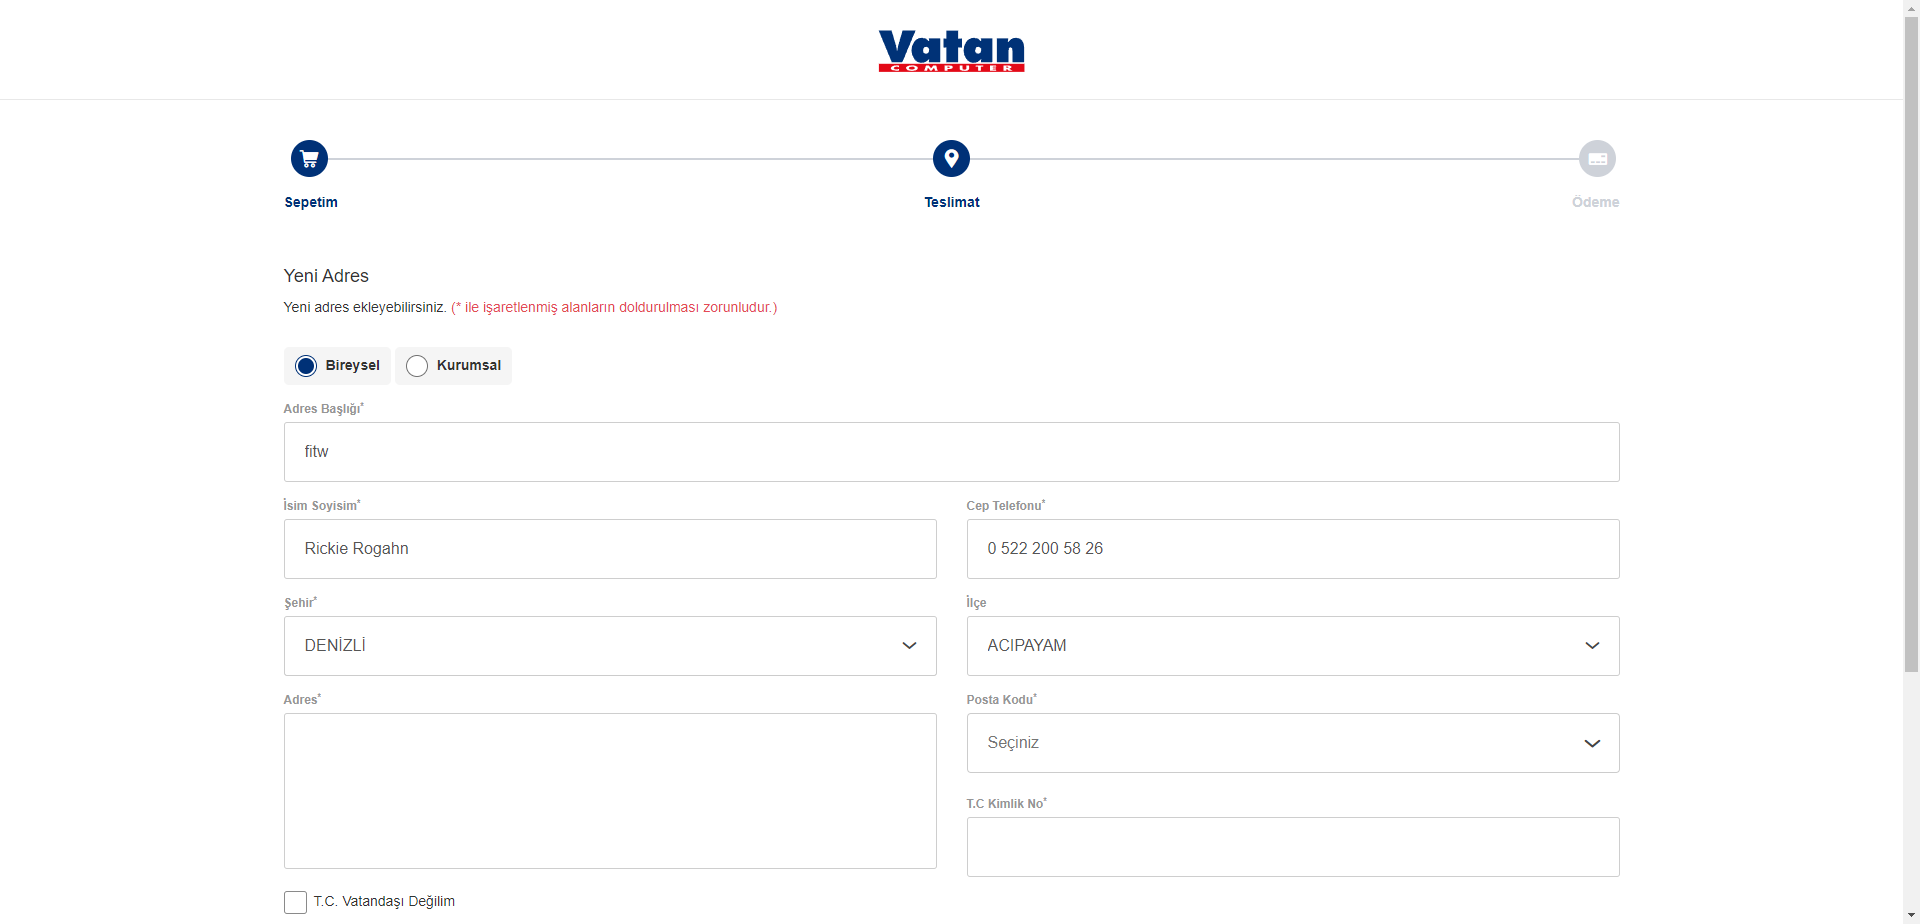 Vatan
COMPUTER
Sepetim
Teslimat
Ödeme
Yeni Adres
Yeni adres ekleyebilirsiniz. (* ile işaretlenmiş alanların doldurulması zorunludur.)
Bireysel
Kurumsal
Adres Başlığı*
fitw
İsim Soyisim*
Cep Telefonu*
Rickie Rogahn
0 522 200 58 26
Şehir*
İlçe
DENİZLİ
ACIPAYAM
Adres*
Posta Kodu*
Seçiniz
T.C Kimlik No*
T.C. Vatandaşı Değilim